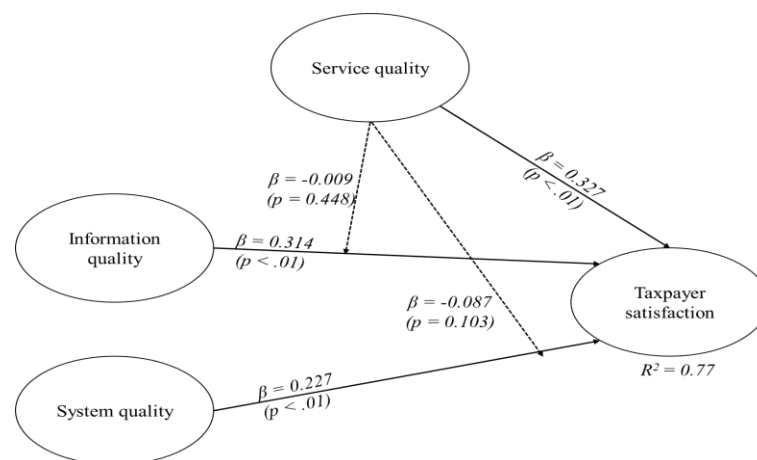 Service quality
β = 0.327
(p < .01)
β = -0.009
(p = 0.448)
Information
quality
β = 0.314
(p < .01)
Taxpayer
satisfaction
β = -0.087
(p = 0.103)
R² = 0.77
System quality
β = 0.227
(p < .01)